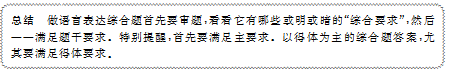 总结　做语言表达综合题首先要审题,看看它有哪些或明或暗的“综合要求”,然后
一一满足题干要求。特别提醒,首先要满足主要求。以得体为主的综合题答案,尤
其要满足得体要求。